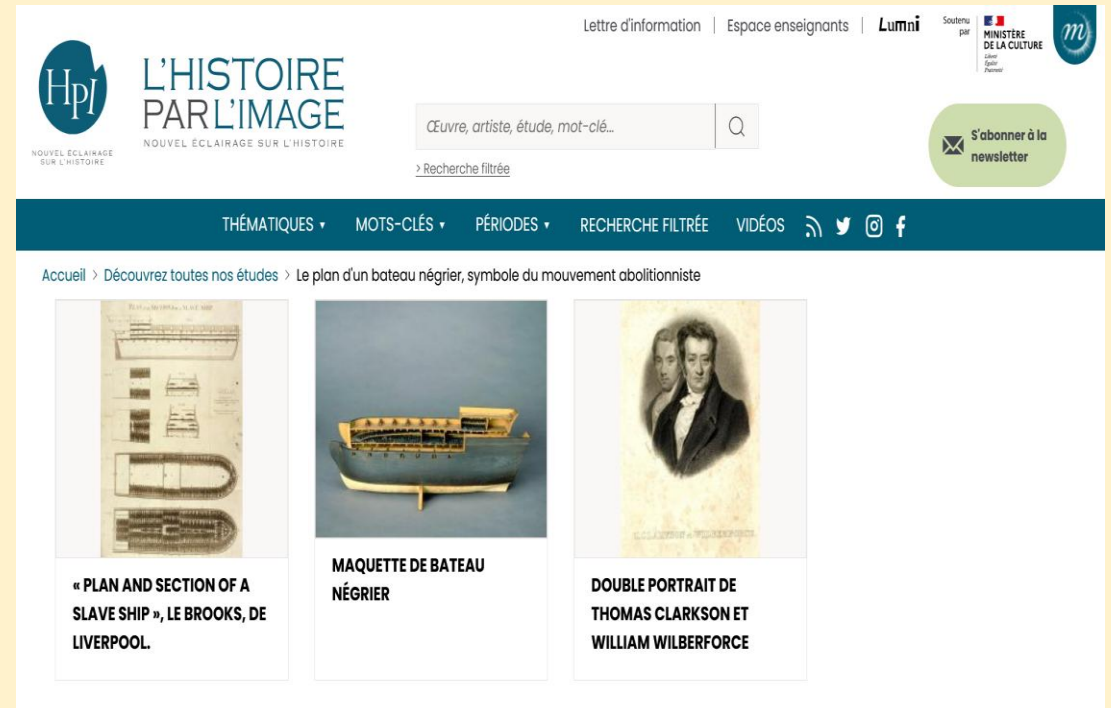 Lettre d'information | Espace enseignants | Lumni
Soutenu
par
MINISTÈRE
DE LA CULTURE
Liberté
Égalité
Fraternité
m
Hpi
NOUVEL ÉCLAIRAGE
SUR L'HISTOIRE
L'HISTOIRE
PAR L'IMAGE
NOUVEL ÉCLAIRAGE SUR L'HISTOIRE
Œuvre, artiste, étude, mot-clé...
> Recherche filtrée
S'abonner à la
newsletter
THÉMATIQUES ▾ MOTS-CLÉS ▾ PÉRIODES ▾ RECHERCHE FILTRÉE VIDÉOS
Accueil > Découvrez toutes nos études > Le plan d'un bateau négrier, symbole du mouvement abolitionniste
« PLAN AND SECTION OF A
SLAVE SHIP », LE BROOKS, DE
LIVERPOOL.
MAQUETTE DE BATEAU
NÉGRIER
DOUBLE PORTRAIT DE
THOMAS CLARKSON ET
WILLIAM WILBERFORCE